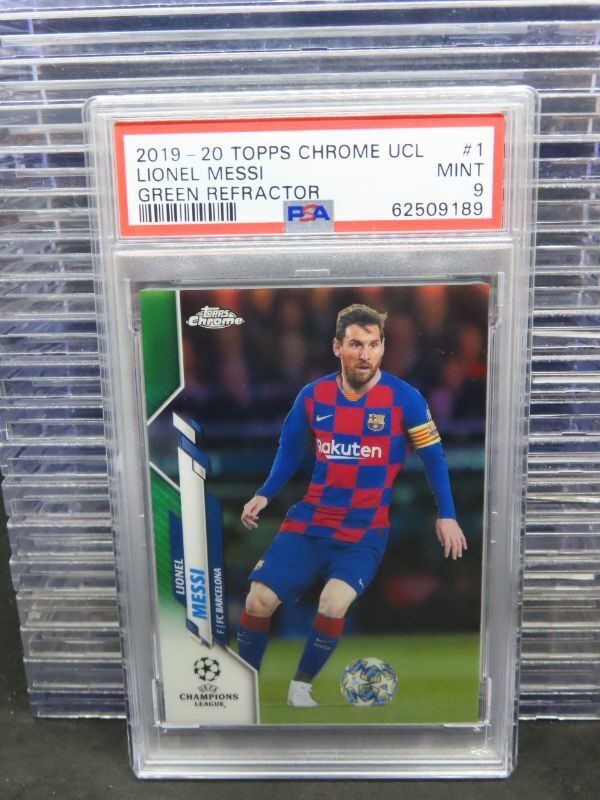 2019-20 TOPPS CHROME UCL #1
LIONEL MESSI MINT
GREEN REFRACTOR 9
PSA 62509189
Topps
Chrome
Rakuten
LIONEL
MESSI
F | FC BARCELONA
UEFA
CHAMPIONS
LEAGUE